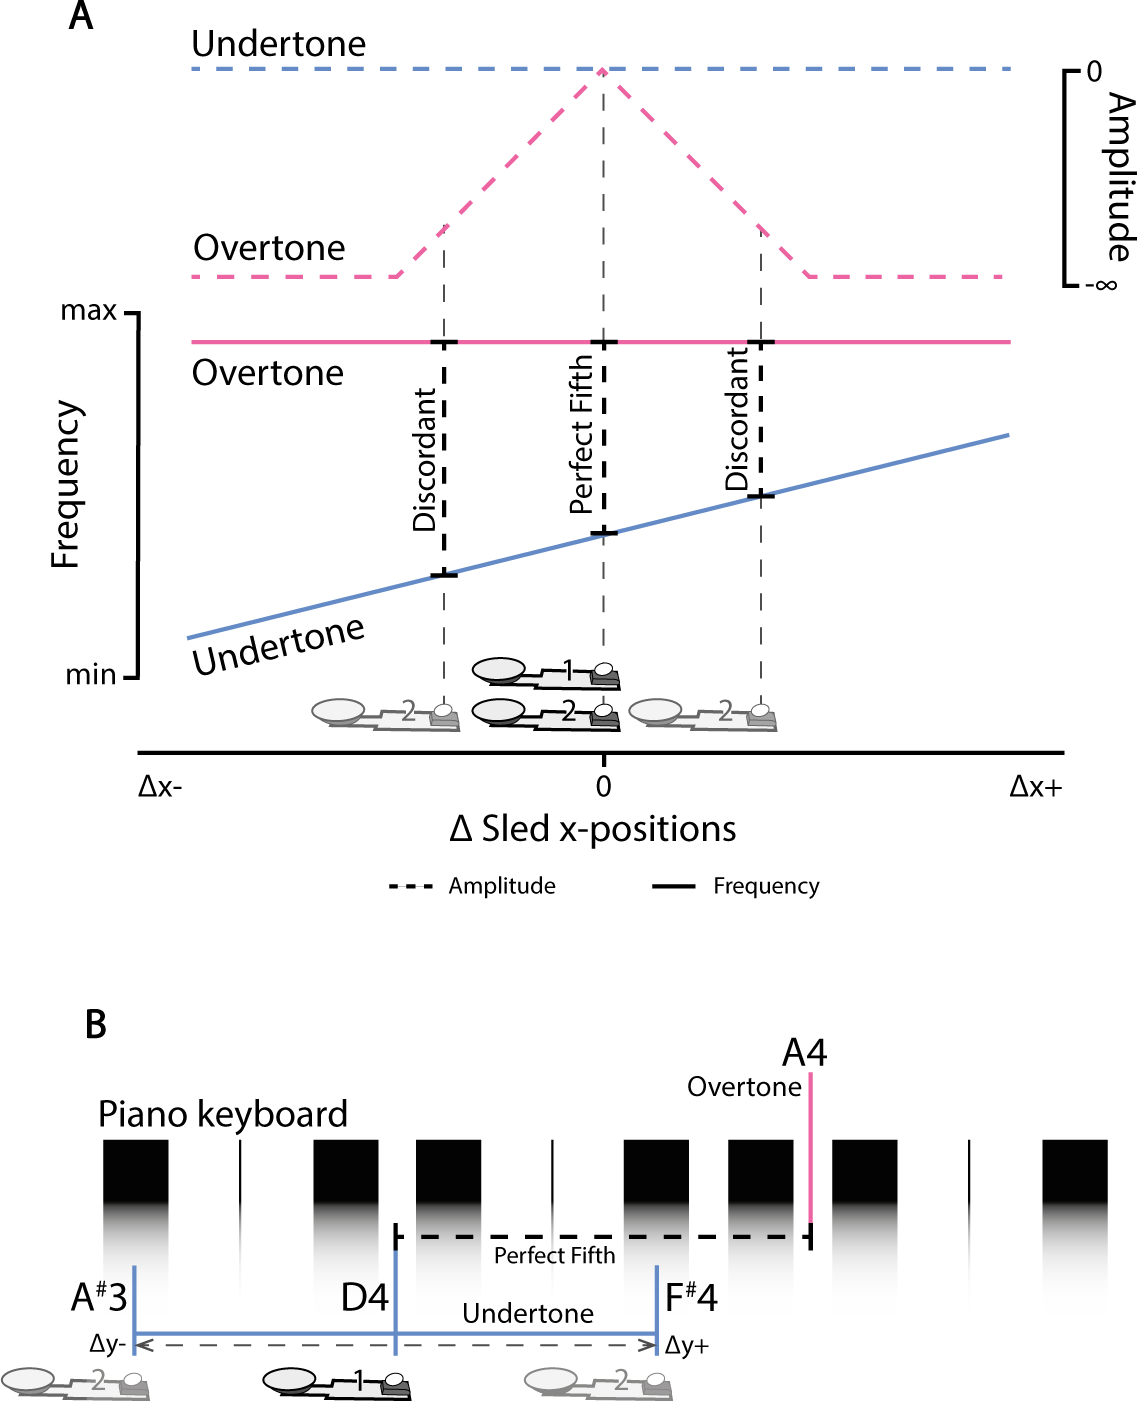 A
Undertone
0
Amplitude
Overtone
-∞
max
Overtone
Frequency
Discordant
Perfect Fifth
Discordant
Undertone
min
1
2
2
2
Δx-
0
Δx+
Δ Sled x-positions
Amplitude
Frequency
B
A4
Overtone
Piano keyboard
Perfect Fifth
A#3
D4
Undertone
F#4
Δy-
Δy+
2
1
2